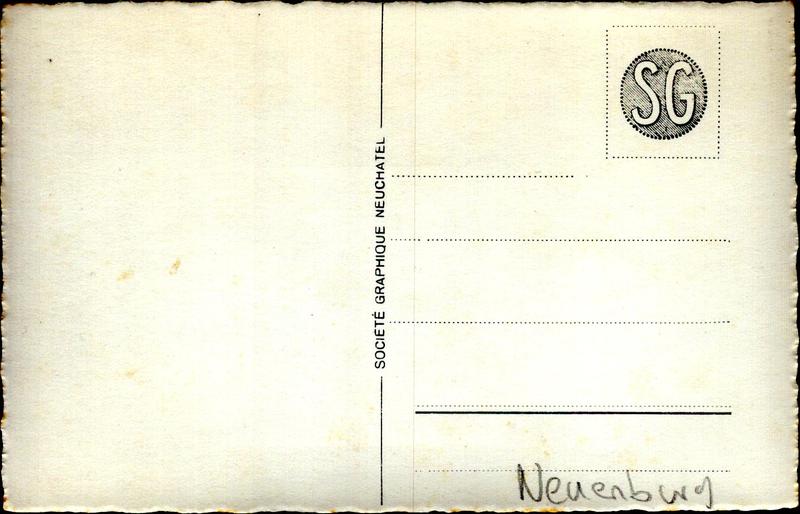 SG
SOCIETÉ GRAPHIQUE NEUCHATEL
Neuenburg